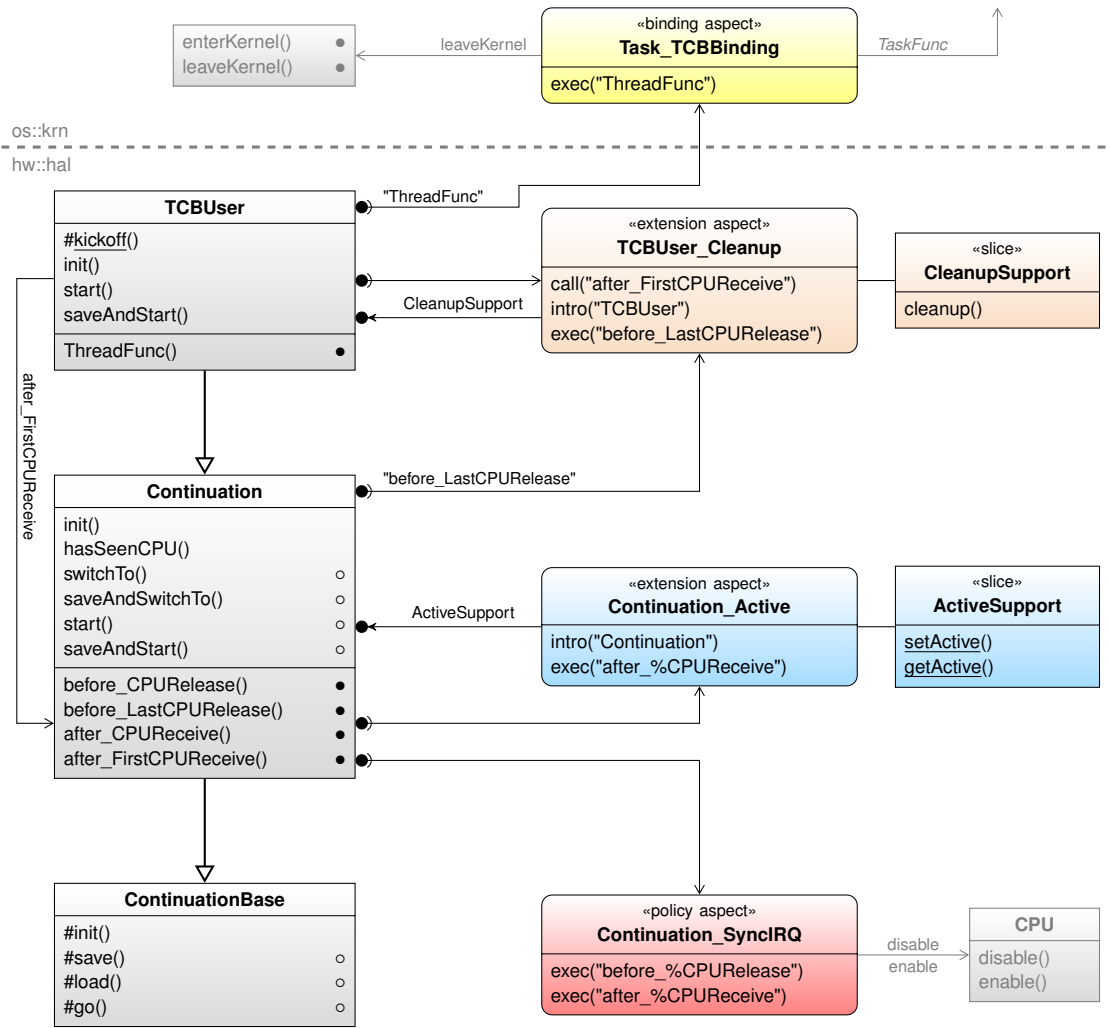 enterKernel()
leaveKernel()
leaveKernel
«binding aspect»
Task_TCBBinding
exec("ThreadFunc")
TaskFunc
os::krn
hw::hal
TCBUser
#kickoff()
init()
start()
saveAndStart()
ThreadFunc()
"ThreadFunc"
CleanupSupport
«extension aspect»
TCBUser_Cleanup
call("after_FirstCPUReceive")
intro("TCBUser")
exec("before_LastCPURelease")
«slice»
CleanupSupport
cleanup()
after_FirstCPUReceive
Continuation
init()
hasSeenCPU()
switchTo()
saveAndSwitchTo()
start()
saveAndStart()
before_CPURelease()
before_LastCPURelease()
after_CPUReceive()
after_FirstCPUReceive()
"before_LastCPURelease"
ActiveSupport
«extension aspect»
Continuation_Active
intro("Continuation")
exec("after_%CPUReceive")
«slice»
ActiveSupport
setActive()
getActive()
ContinuationBase
#init()
#save()
#load()
#go()
«policy aspect»
Continuation_SyncIRQ
exec("before_%CPURelease")
exec("after_%CPUReceive")
disable
enable
CPU
disable()
enable()